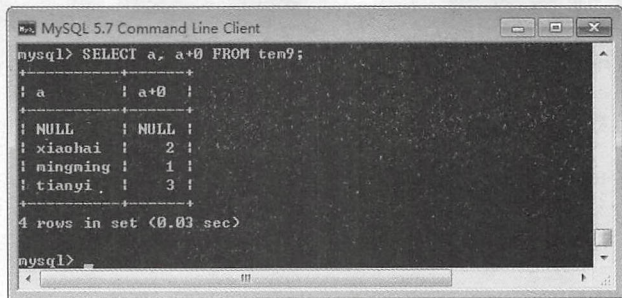 MySQL 5.7 Command Line Client
mysql> SELECT a, a+0 FROM tem9;
+----------+------+
| a | a+0 |
+----------+------+
| NULL | NULL |
| xiaohai | 2 |
| mingming | 1 |
| tianyi | 3 |
+----------+------+
4 rows in set (0.03 sec)
mysql> _